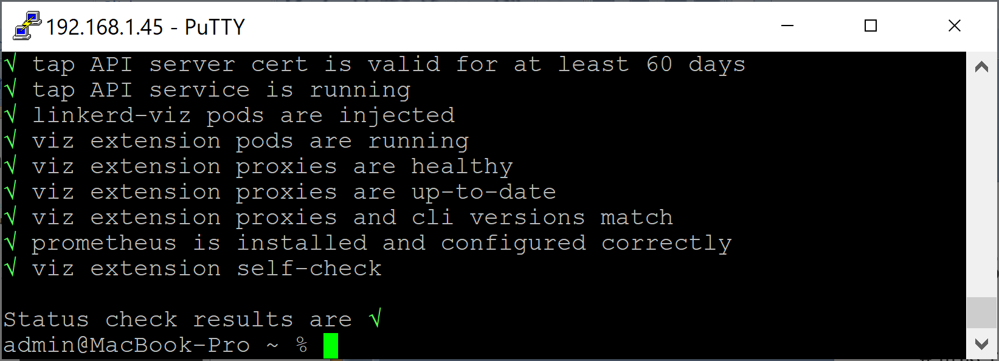 192.168.1.45 - PuTTY
√ tap API server cert is valid for at least 60 days
√ tap API service is running
√ linkerd-viz pods are injected
√ viz extension pods are running
√ viz extension proxies are healthy
√ viz extension proxies are up-to-date
√ viz extension proxies and cli versions match
√ prometheus is installed and configured correctly
√ viz extension self-check
Status check results are √
admin@MacBook-Pro ~ %